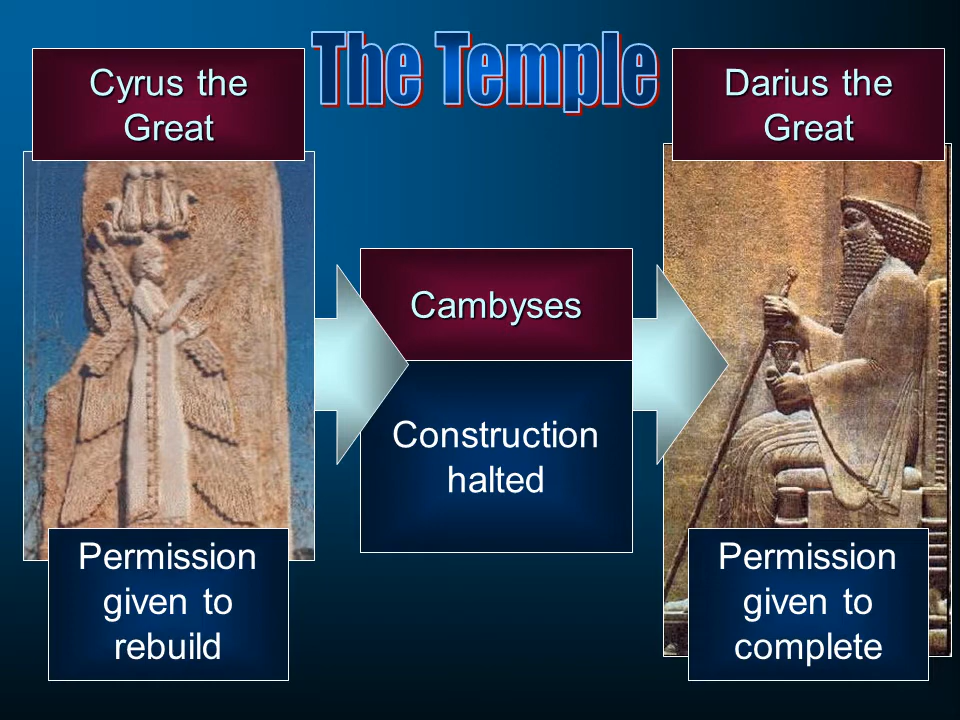 The Temple
Cyrus the
Great
Permission
given to
rebuild
Cambyses
Construction
halted
Darius the
Great
Permission
given to
complete